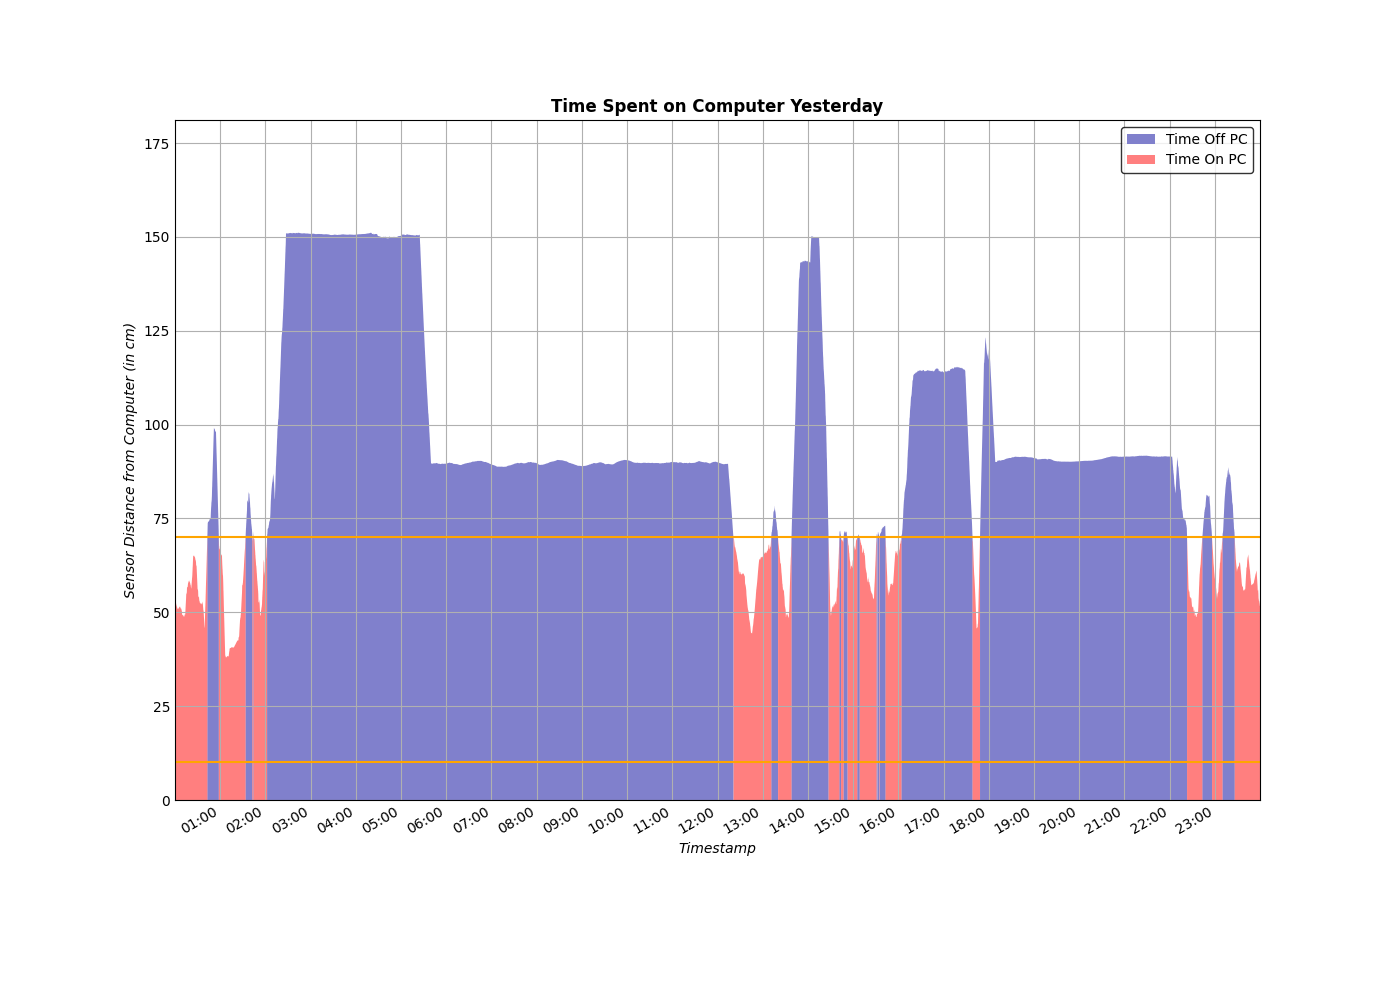 Time Spent on Computer Yesterday
Time Off PC
Time On PC
Sensor Distance from Computer (in cm)
175
150
125
100
75
50
25
0
01:00 02:00 03:00 04:00 05:00 06:00 07:00 08:00 09:00 10:00 11:00 12:00 13:00 14:00 15:00 16:00 17:00 18:00 19:00 20:00 21:00 22:00 23:00
Timestamp